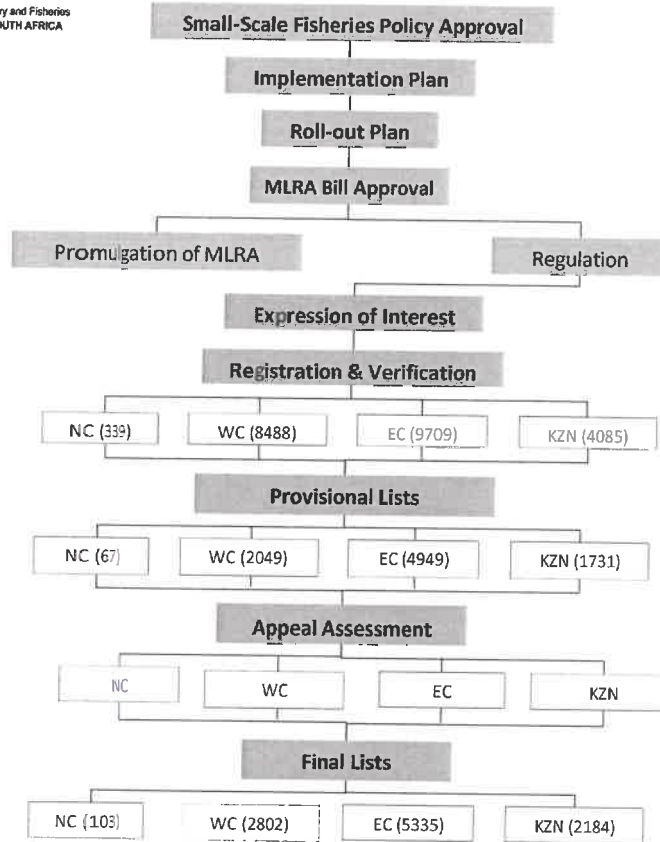 ry and Fisheries
OUTH AFRICA
Small-Scale Fisheries Policy Approval
Implementation Plan
Roll-out Plan
MLRA Bill Approval
Promulgation of MLRA
Regulation
Expression of Interest
Registration & Verification
NC (339) WC (8488) EC (9709) KZN (4085)
Provisional Lists
NC (67) WC (2049) EC (4949) KZN (1731)
Appeal Assessment
NC WC EC KZN
Final Lists
NC (103) WC (2802) EC (5335) KZN (2184)